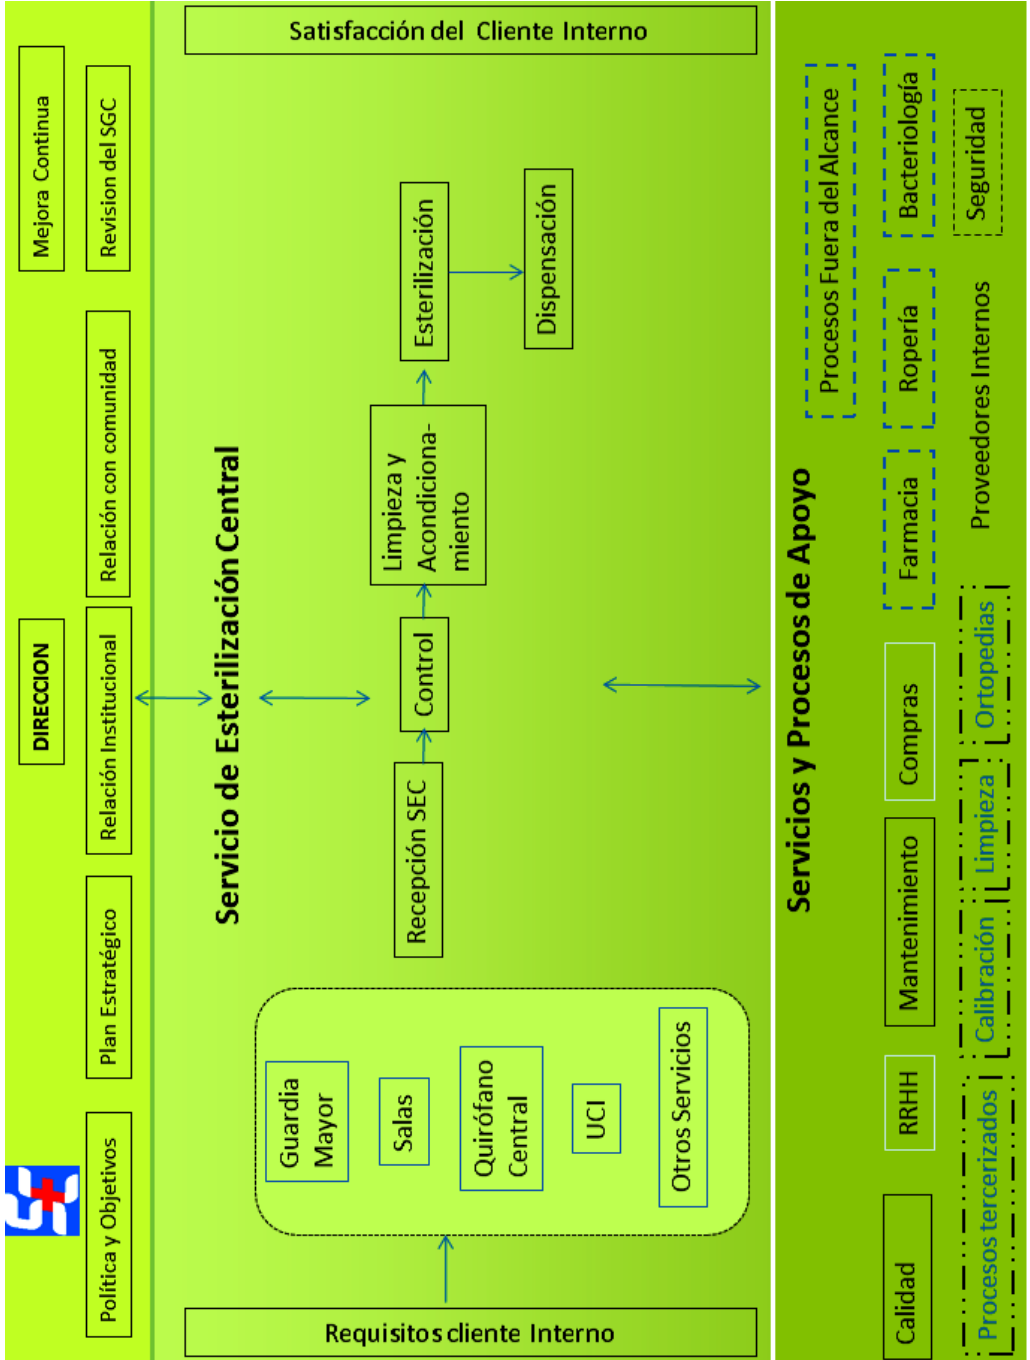 DIRECCION
Mejora Continua
Política y Objetivos
Plan Estratégico
Relación Institucional
Relación con comunidad
Revision del SGC
Servicio de Esterilización Central
Requisitos cliente Interno
Guardia
Mayor
Salas
Quirófano
Central
UCI
Otros Servicios
Recepción SEC
Control
Limpieza y
Acondiciona-
miento
Esterilización
Dispensación
Satisfacción del Cliente Interno
Servicios y Procesos de Apoyo
Procesos Fuera del Alcance
Calidad
RRHH
Mantenimiento
Compras
Farmacia
Ropería
Bacteriología
Procesos tercerizados
Calibración
Limpieza
Ortopedias
Proveedores Internos
Seguridad